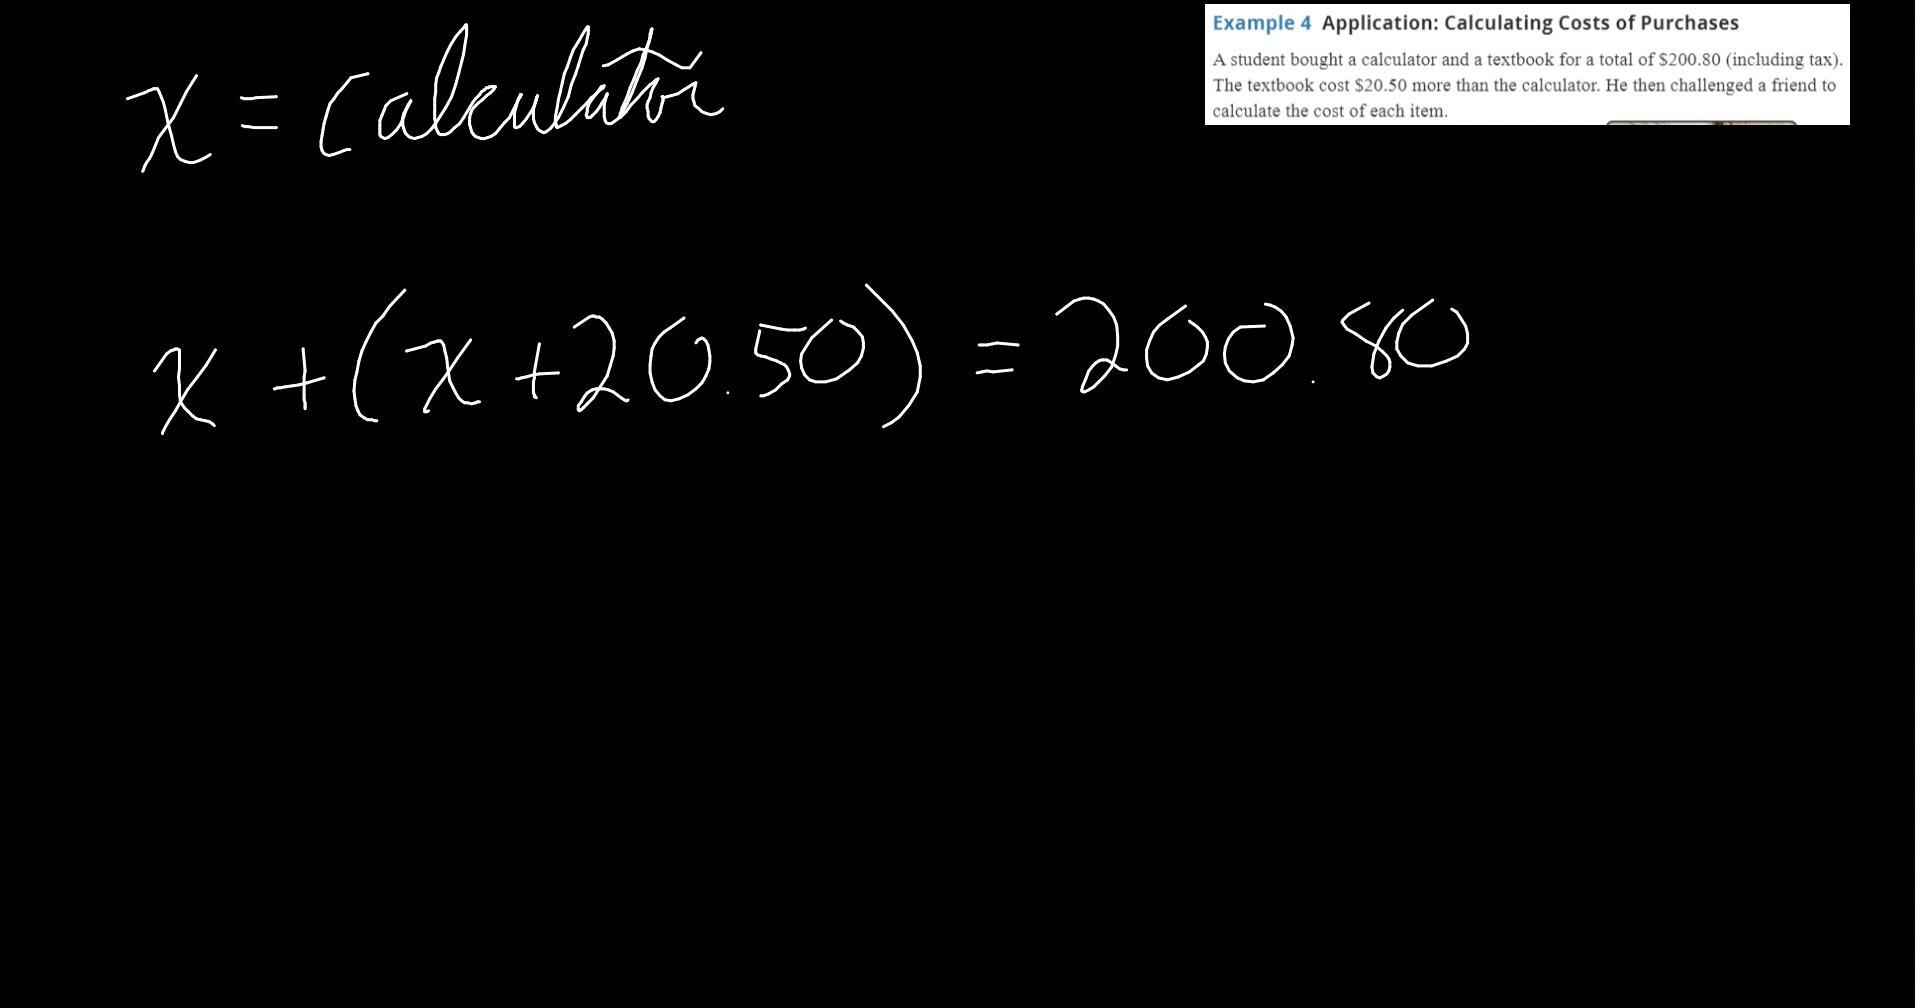 x = Calculator
Example 4 Application: Calculating Costs of Purchases
A student bought a calculator and a textbook for a total of $200.80 (including tax).
The textbook cost $20.50 more than the calculator. He then challenged a friend to
calculate the cost of each item.
x + (x + 20.50) = 200.80